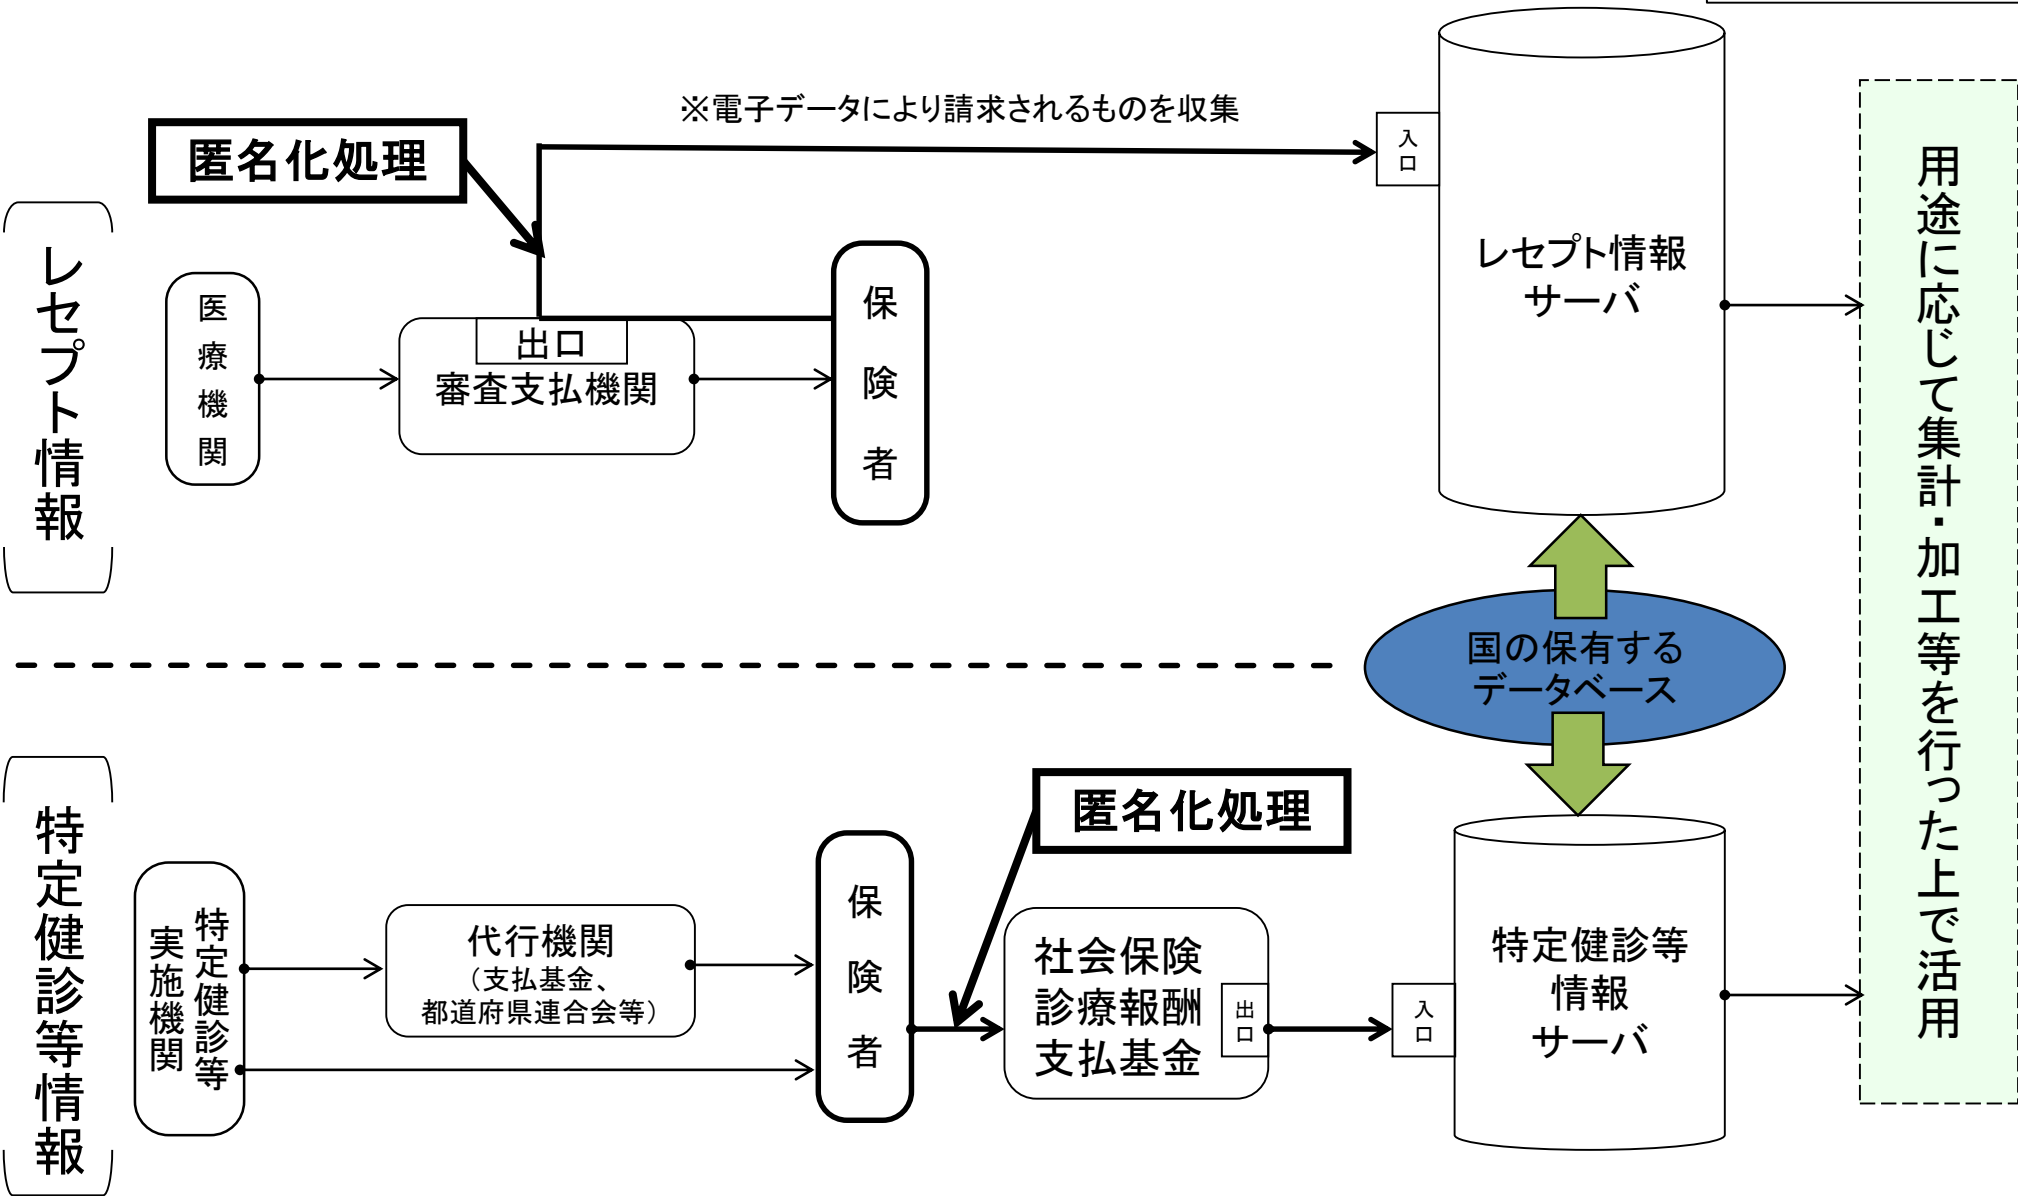 ※電子データにより請求されるものを収集
匿名化処理
入口
レセプト情報
医療機関
出口
審査支払機関
保険者
レセプト情報
サーバ
国の保有する
データベース
用途に応じて集計・加工等を行った上で活用
匿名化処理
特定健診等情報
特定健診等
実施機関
代行機関
（支払基金、
都道府県連合会等）
保険者
社会保険
診療報酬
支払基金
出口
入口
特定健診等
情報
サーバ